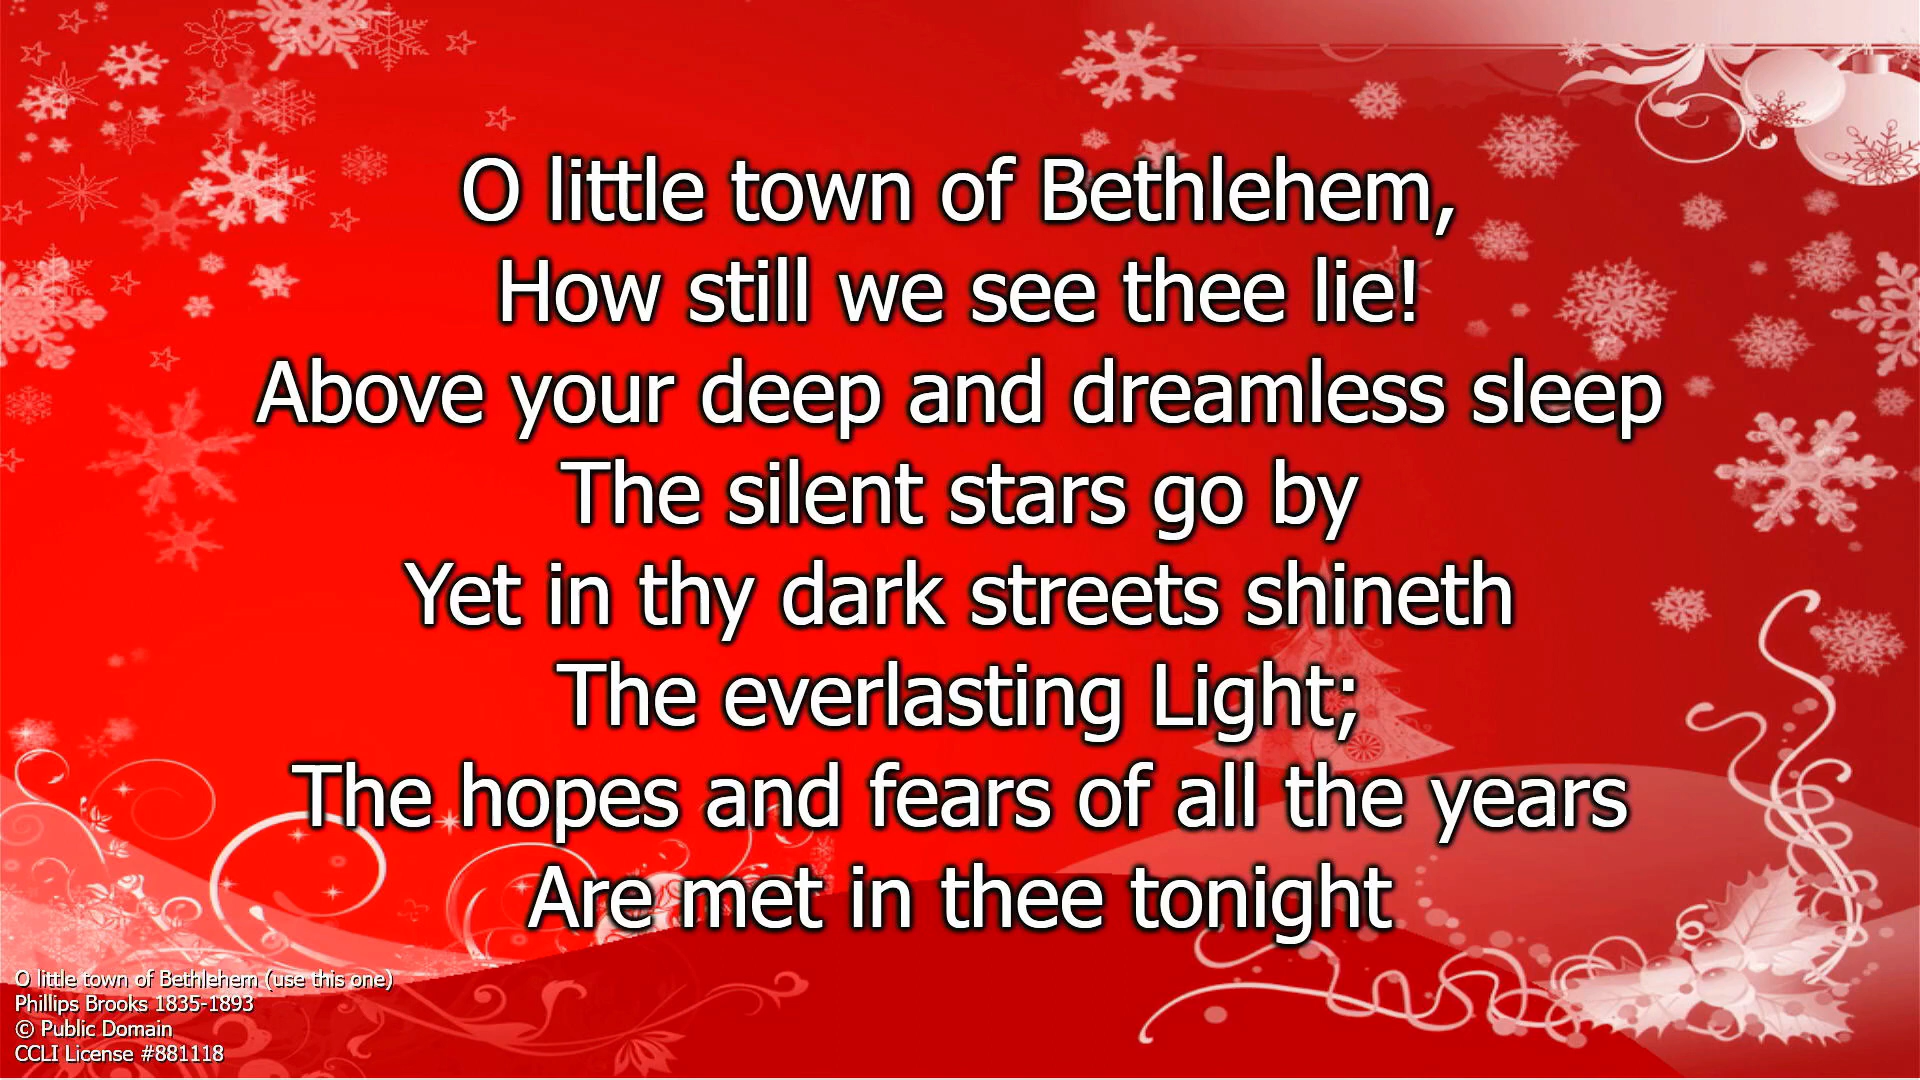 O little town of Bethlehem,
How still we see thee lie!
Above your deep and dreamless sleep
The silent stars go by
Yet in thy dark streets shineth
The everlasting Light;
The hopes and fears of all the years
Are met in thee tonight
O little town of Bethlehem (use this one)
Phillips Brooks 1835-1893
© Public Domain
CCLI License #881118